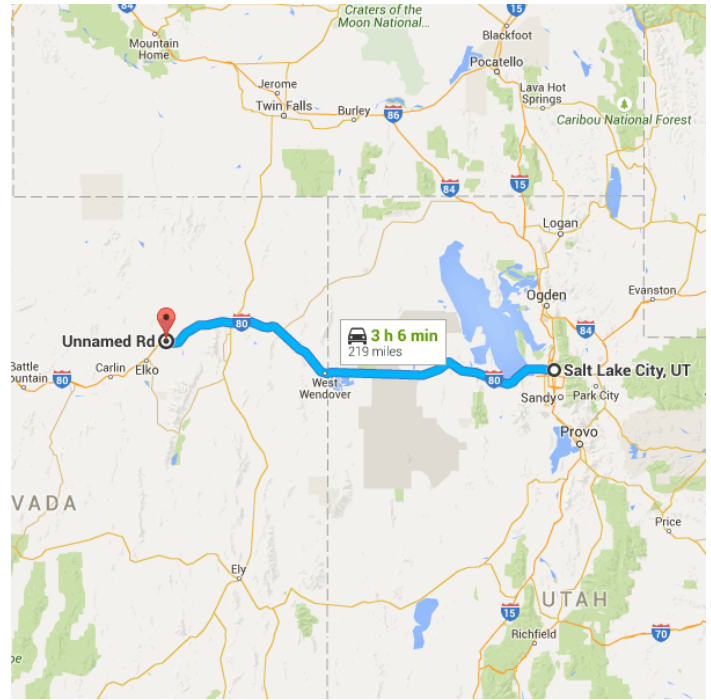 84
Craters of the
Moon National...
15
Blackfoot
Mountain
Home
Pocatello
Jerome
Lava Hot
Springs
Twin Falls
Burley
86
Caribou National Forest
84
15
Logan
Ogden
Evanston
80
84
3 h 6 min
219 miles
Unnamed Rd
Battle
ountain
80
Carlin
Elko
West
Wendover
80
Salt Lake City, UT
Sandy
Park City
Provo
VADA
Price
Ely
15
UTAH
Richfield
70
pe